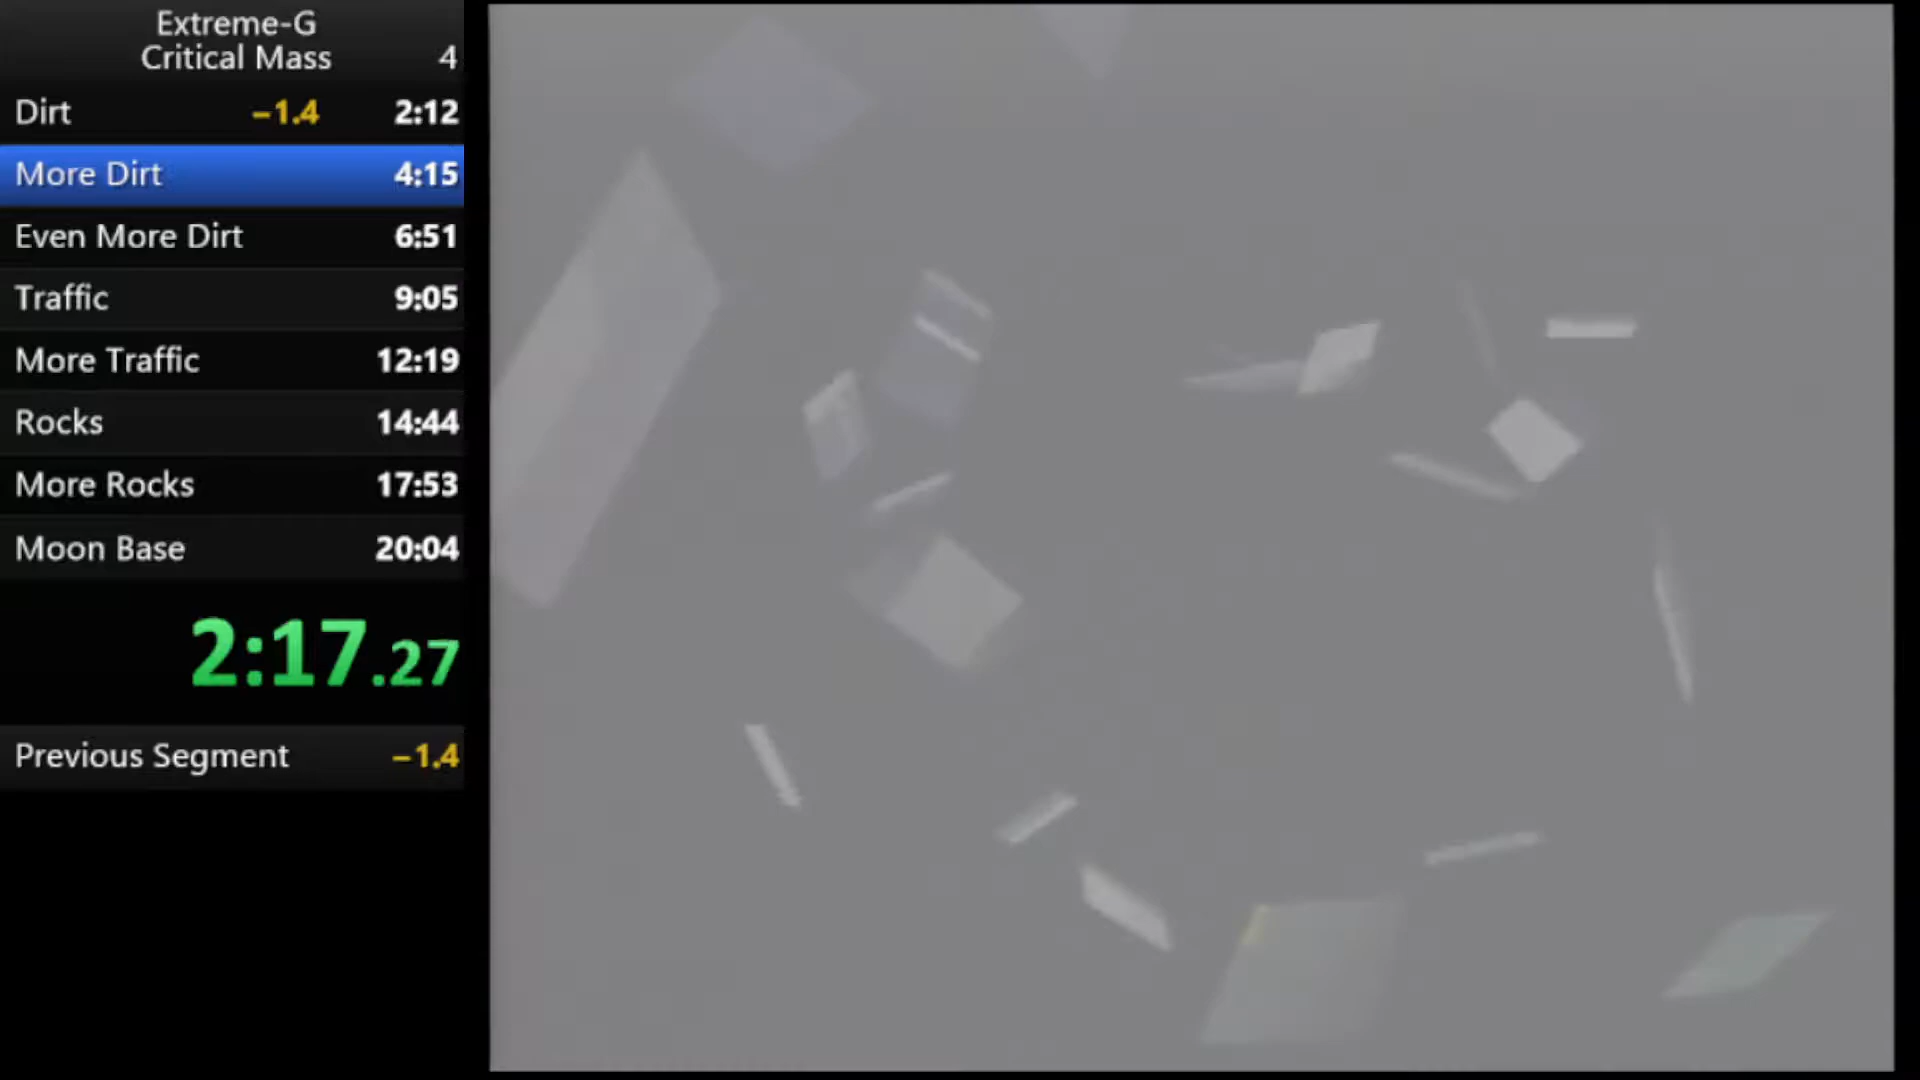 Extreme-G
Critical Mass 4
Dirt −1.4 2:12
More Dirt 4:15
Even More Dirt 6:51
Traffic 9:05
More Traffic 12:19
Rocks 14:44
More Rocks 17:53
Moon Base 20:04
2:17.27
Previous Segment −1.4